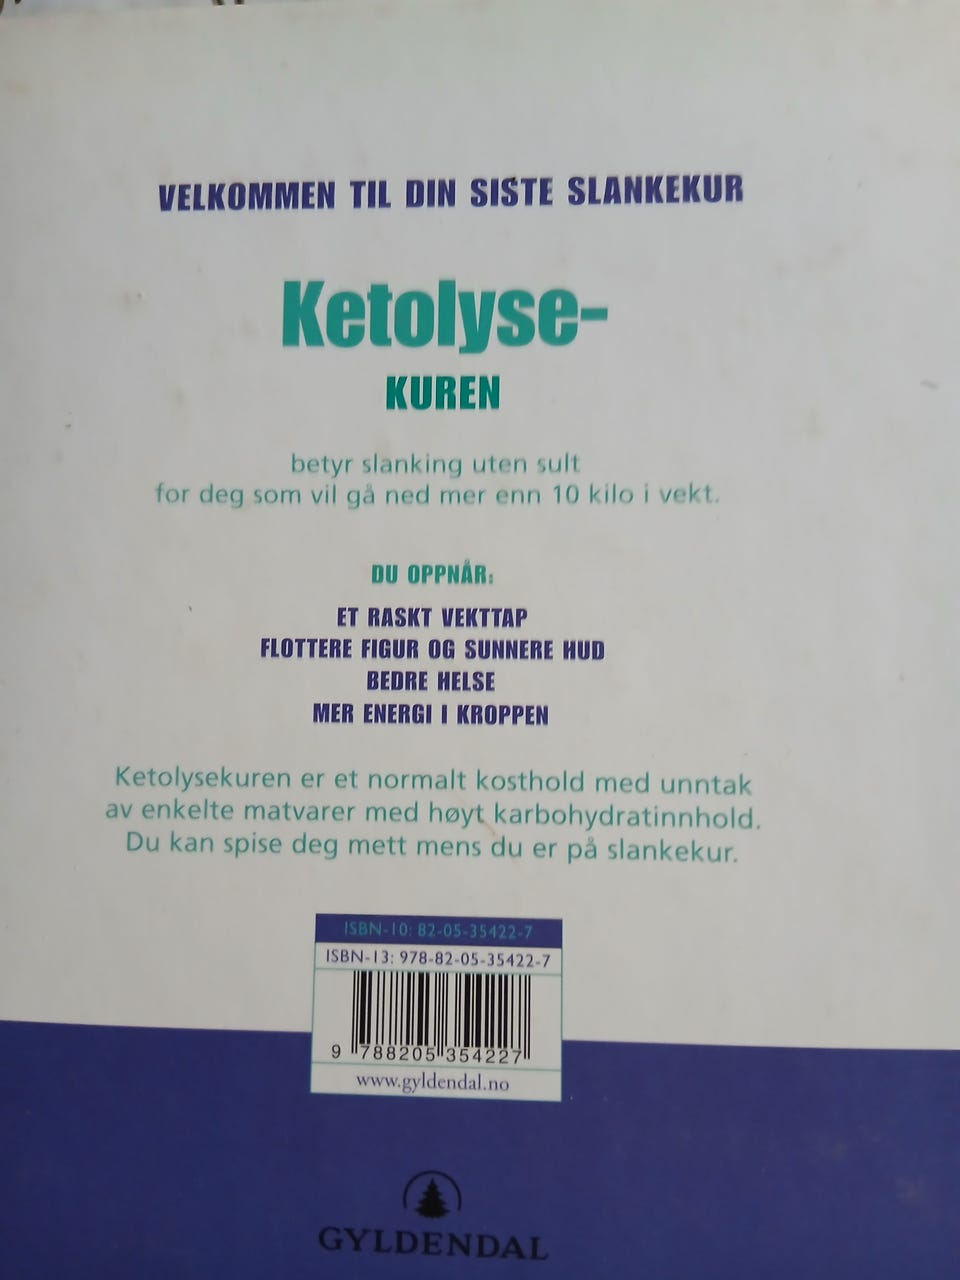 VELKOMMEN TIL DIN SISTE SLANKEKUR
Ketolyse-
KUREN
betyr slanking uten sult
for deg som vil gå ned mer enn 10 kilo i vekt.
DU OPPNÅR:
ET RASKT VEKTTAP
FLOTTERE FIGUR OG SUNNERE HUD
BEDRE HELSE
MER ENERGI I KROPPEN
Ketolysekuren er et normalt kosthold med unntak
av enkelte matvarer med høyt karbohydratinnhold.
Du kan spise deg mett mens du er på slankekur.
ISBN-10: 82-05-35422-7
ISBN-13: 978-82-05-35422-7
9 788205 354227
www.gyldendal.no
GYLDENDAL